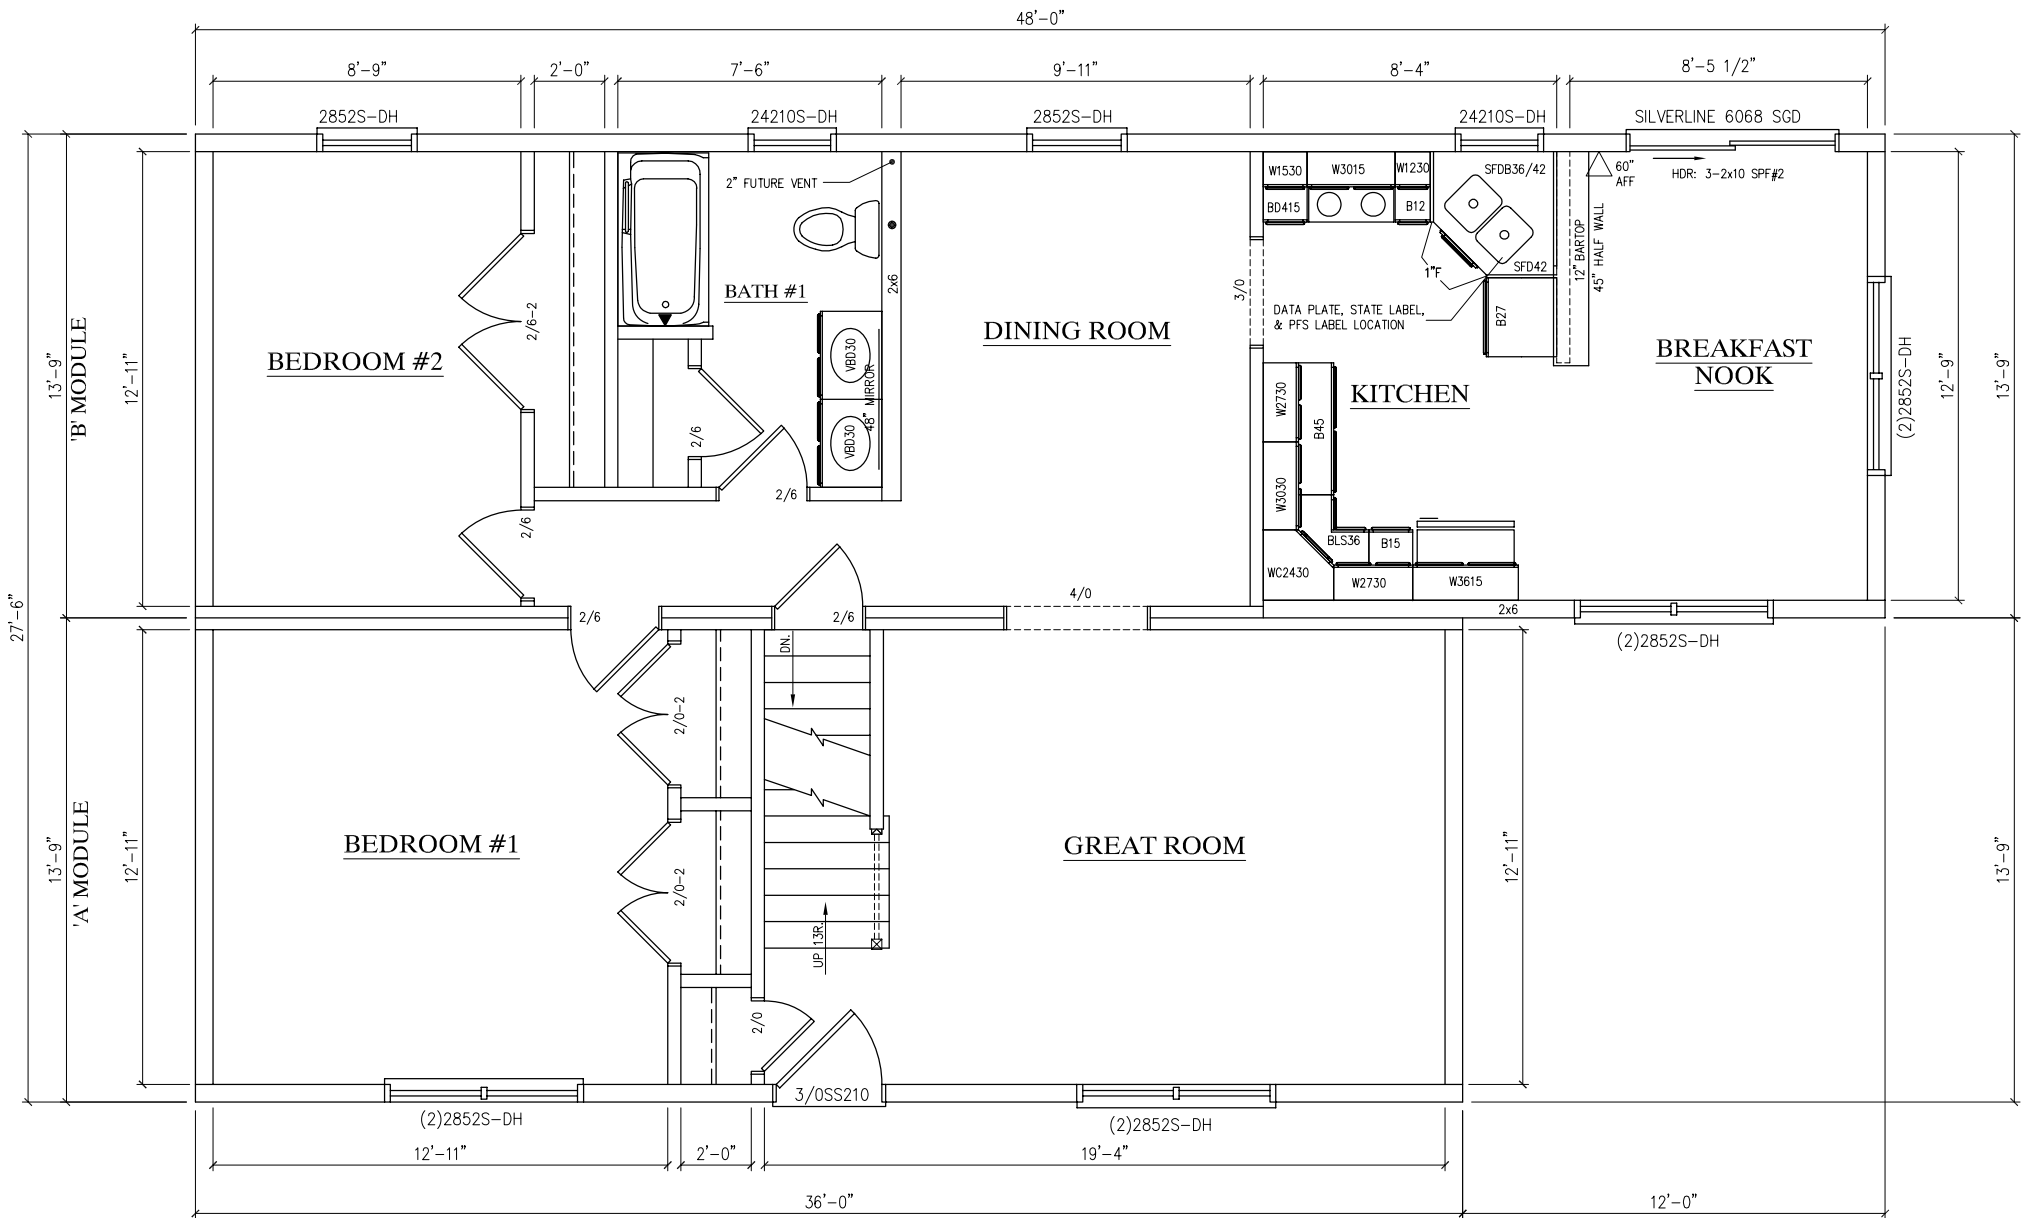 48'-0"
8'-9"
2'-0"
7'-6"
9'-11"
8'-4"
8'-5 1/2"
2852S-DH
24210S-DH
2852S-DH
24210S-DH
SILVERLINE 6068 SGD
60"
AFF
HDR: 3-2x10 SPF#2
2" FUTURE VENT
W1530
W3015
W1230
SFDB36/42
BD415
B12
12" BARTOP
45" HALF WALL
SFD42
1"F
B27
DATA PLATE, STATE LABEL,
& PFS LABEL LOCATION
2x6
3/0
BATH #1
2/6-2
VBD30
VBD30
48" MIRROR
DINING ROOM
BEDROOM #2
BREAKFAST
NOOK
KITCHEN
(2)2852S-DH
12'-9"
13'-9"
27'-6"
13'-9"
'B' MODULE
12'-11"
W2730
B45
W3030
2/6
2/6
2/6
BLS36
B15
WC2430
W2730
W3615
4/0
2/6
2/6
2x6
(2)2852S-DH
DN.
2/0-2
2/0-2
13'-9"
'A' MODULE
12'-11"
BEDROOM #1
GREAT ROOM
12'-11"
13'-9"
UP 13R.
2/0
3/0SS210
(2)2852S-DH
(2)2852S-DH
12'-11"
2'-0"
19'-4"
36'-0"
12'-0"